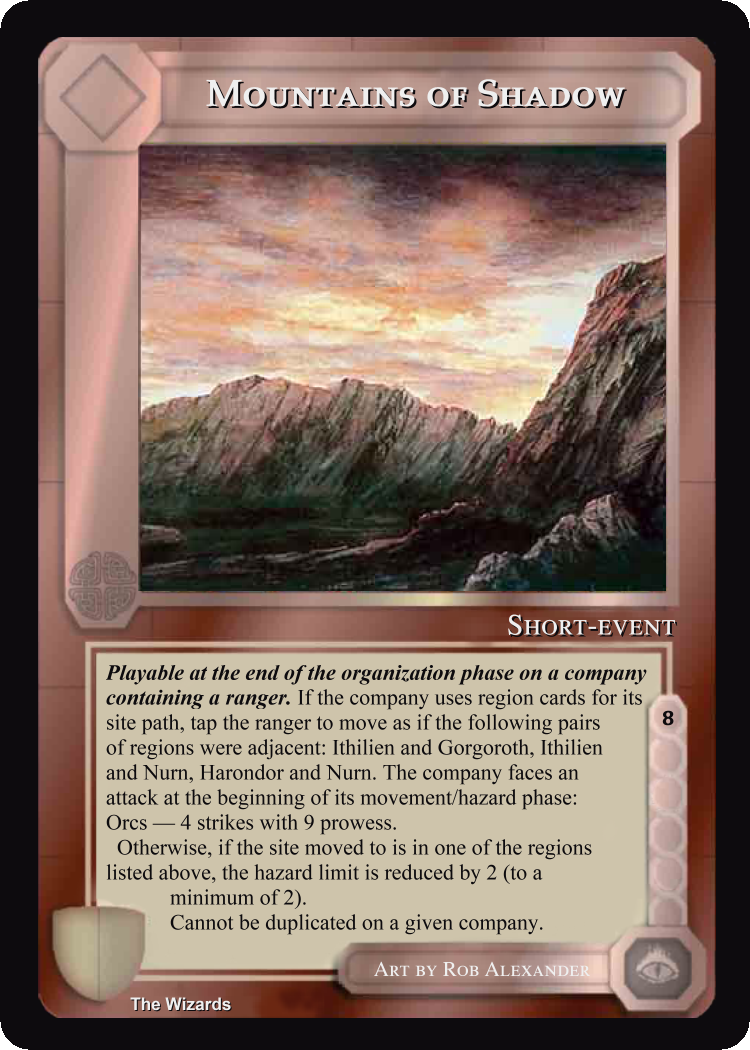 Mountains of Shadow
Short-event
Playable at the end of the organization phase on a company
containing a ranger. If the company uses region cards for its
site path, tap the ranger to move as if the following pairs
of regions were adjacent: Ithilien and Gorgoroth, Ithilien
and Nurn, Harondor and Nurn. The company faces an
attack at the beginning of its movement/hazard phase:
Orcs — 4 strikes with 9 prowess.
Otherwise, if the site moved to is in one of the regions
listed above, the hazard limit is reduced by 2 (to a
minimum of 2).
Cannot be duplicated on a given company.
8
Art by Rob Alexander
The Wizards